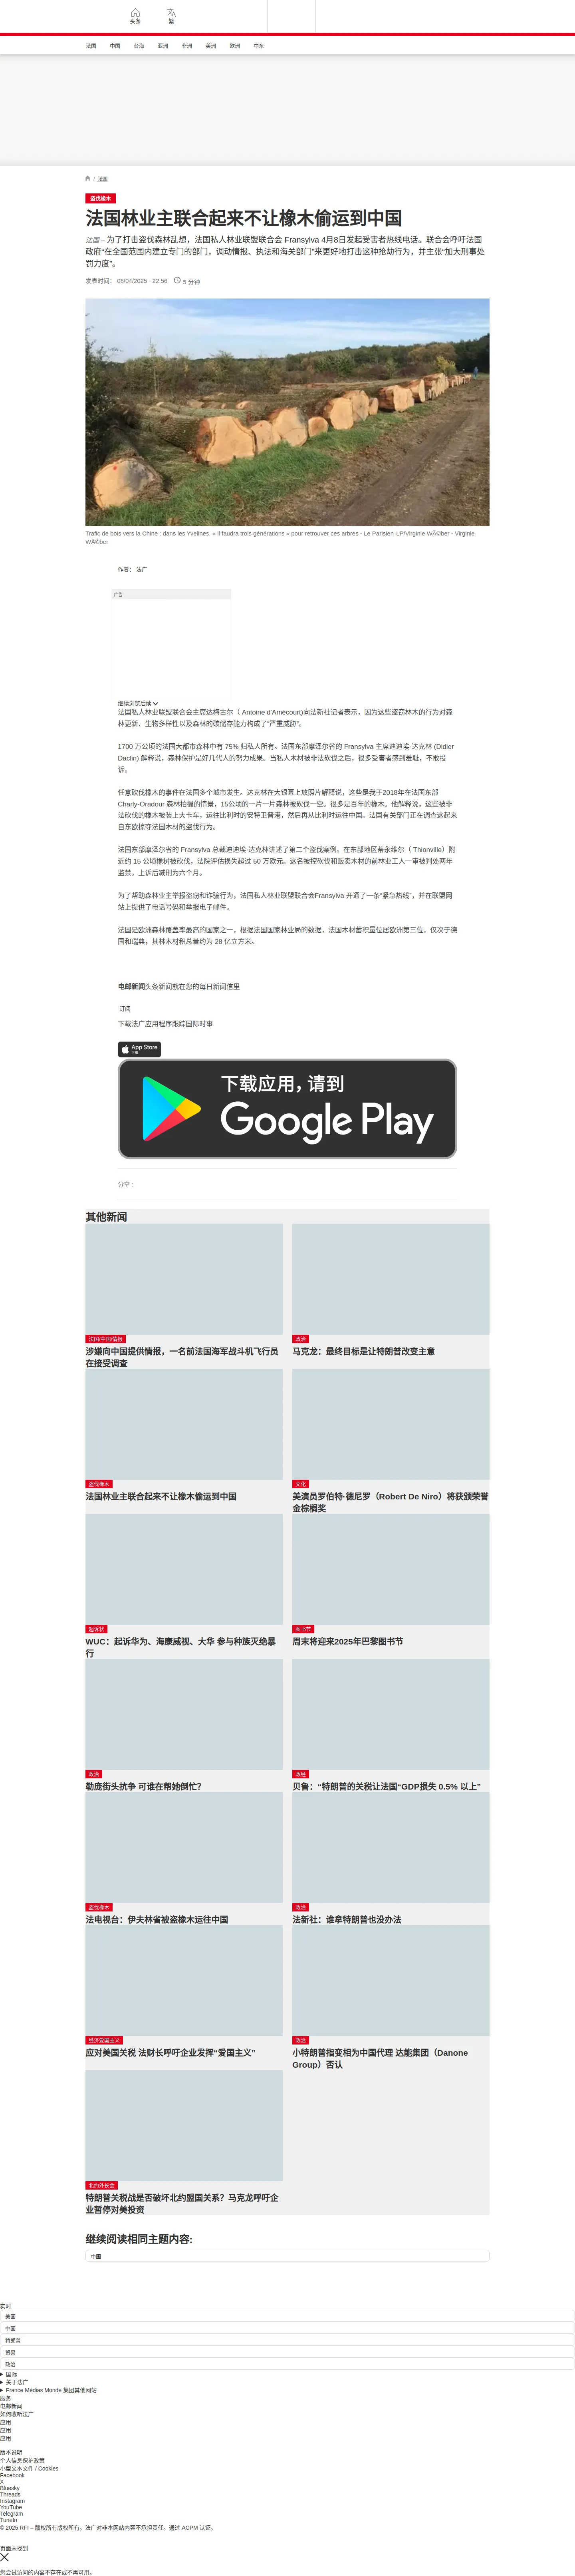 头条
繁
法国
中国
台海
亚洲
非洲
美洲
欧洲
中东
/ 法国
盗伐橡木
法国林业主联合起来不让橡木偷运到中国
法国 – 为了打击盗伐森林乱想，法国私人林业联盟联合会 Fransylva 4月8日发起受害者热线电话。联合会呼吁法国
政府“在全国范围内建立专门的部门，调动情报、执法和海关部门”来更好地打击这种抢劫行为，并主张“加大刑事处
罚力度”。
发表时间： 08/04/2025 - 22:56
5 分钟
Trafic de bois vers la Chine : dans les Yvelines, « il faudra trois générations » pour retrouver ces arbres - Le Parisien LP/Virginie WÃ©ber - Virginie
WÃ©ber
作者： 法广
广告
继续浏览后续
法国私人林业联盟联合会主席达梅古尔（ Antoine d'Amécourt)向法新社记者表示，因为这些盗窃林木的行为对森
林更新、生物多样性以及森林的碳储存能力构成了“严重威胁”。
1700 万公顷的法国大都市森林中有 75% 归私人所有。法国东部摩泽尔省的 Fransylva 主席迪迪埃·达克林 (Didier
Daclin) 解释说，森林保护是好几代人的努力成果。当私人木材被非法砍伐之后，很多受害者感到羞耻，不敢投
诉。
任意砍伐橡木的事件在法国多个城市发生。达克林在大银幕上放照片解释说，这些是我于2018年在法国东部
Charly-Oradour 森林拍摄的情景，15公顷的一片一片森林被砍伐一空。很多是百年的橡木。他解释说，这些被非
法砍伐的橡木被装上大卡车，运往比利时的安特卫普港，然后再从比利时运往中国。法国有关部门正在调查这起来
自东欧掠夺法国木材的盗伐行为。
法国东部摩泽尔省的 Fransylva 总裁迪迪埃·达克林讲述了第二个盗伐案例。在东部地区蒂永维尔（ Thionville）附
近约 15 公顷橡树被砍伐，法院评估损失超过 50 万欧元。这名被控砍伐和贩卖木材的前林业工人一审被判处两年
监禁，上诉后减刑为六个月。
为了帮助森林业主举报盗窃和诈骗行为，法国私人林业联盟联合会Fransylva 开通了一条“紧急热线”，并在联盟网
站上提供了电话号码和举报电子邮件。
法国是欧洲森林覆盖率最高的国家之一，根据法国国家林业局的数据，法国木材蓄积量位居欧洲第三位，仅次于德
国和瑞典，其林木材积总量约为 28 亿立方米。
电邮新闻头条新闻就在您的每日新闻信里
订阅
下载法广应用程序跟踪国际时事
App Store
下载
下载应用，请到
Google Play
分享 :
其他新闻
法国/中国/情报
涉嫌向中国提供情报，一名前法国海军战斗机飞行员
在接受调查
政治
马克龙：最终目标是让特朗普改变主意
盗伐橡木
法国林业主联合起来不让橡木偷运到中国
文化
美演员罗伯特·德尼罗（Robert De Niro）将获颁荣誉
金棕榈奖
起诉状
WUC：起诉华为、海康威视、大华 参与种族灭绝暴
行
图书节
周末将迎来2025年巴黎图书节
政治
勒庞街头抗争 可谁在帮她倒忙？
政经
贝鲁：“特朗普的关税让法国“GDP损失 0.5% 以上”
盗伐橡木
法电视台：伊夫林省被盗橡木运往中国
政治
法新社：谁拿特朗普也没办法
经济爱国主义
应对美国关税 法财长呼吁企业发挥“爱国主义”
政治
小特朗普指变相为中国代理 达能集团（Danone
Group）否认
北约外长会
特朗普关税战是否破坏北约盟国关系？马克龙呼吁企
业暂停对美投资
继续阅读相同主题内容:
中国
实时
美国
中国
特朗普
贸易
政治
国际
关于法广
France Médias Monde 集团其他网站
服务
电邮新闻
如何收听法广
应用
应用
应用
版本说明
个人信息保护政策
小型文本文件 / Cookies
Facebook
X
Bluesky
Threads
Instagram
YouTube
Telegram
TuneIn
© 2025 RFI – 版权所有版权所有。法广对非本网站内容不承担责任。通过 ACPM 认证。
页面未找到
您尝试访问的内容不存在或不再可用。